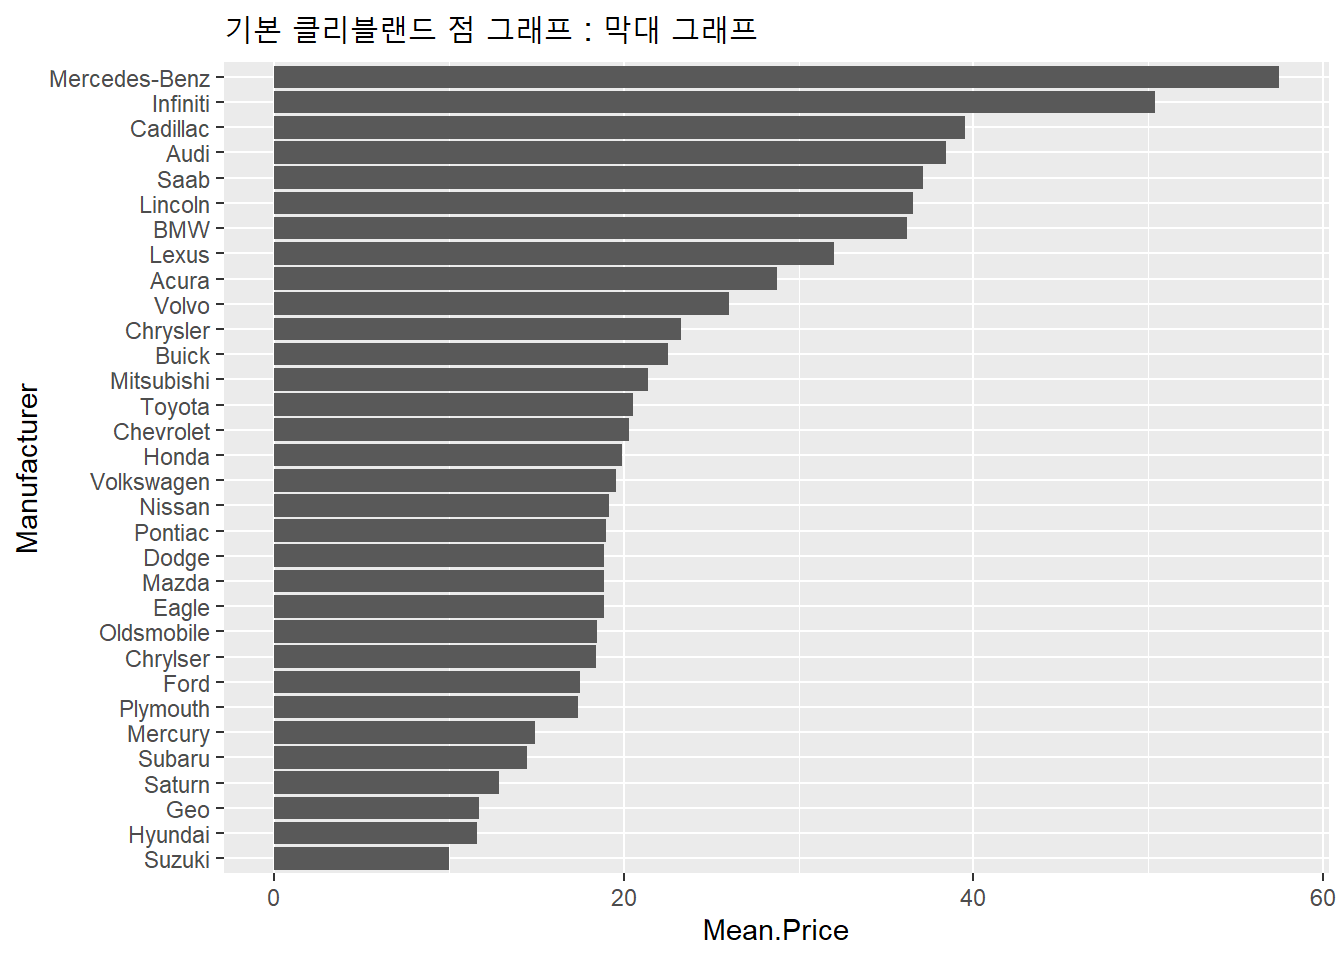 기본 클리블랜드 점 그래프 : 막대 그래프
Manufacturer
Mercedes-Benz
Infiniti
Cadillac
Audi
Saab
Lincoln
BMW
Lexus
Acura
Volvo
Chrysler
Buick
Mitsubishi
Toyota
Chevrolet
Honda
Volkswagen
Nissan
Pontiac
Dodge
Mazda
Eagle
Oldsmobile
Chrylser
Ford
Plymouth
Mercury
Subaru
Saturn
Geo
Hyundai
Suzuki
0 20 40 60
Mean.Price